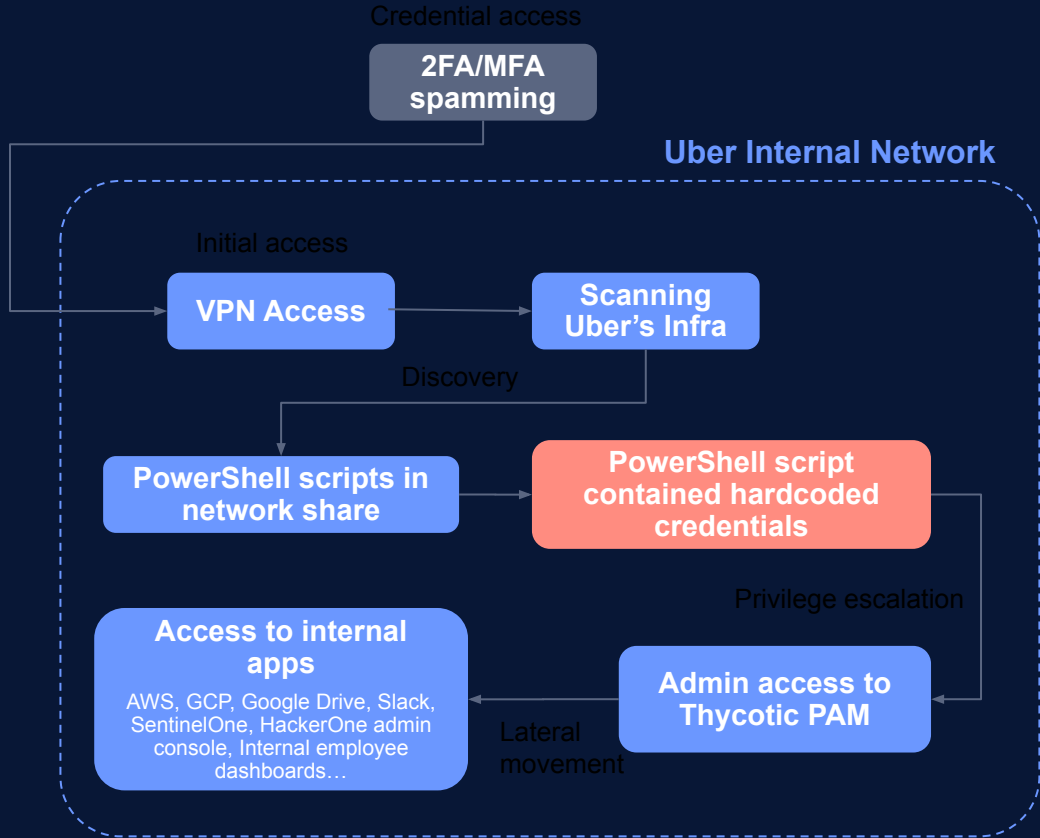 Credential access
2FA/MFA
spamming
Uber Internal Network
Initial access
VPN Access
Scanning
Uber’s Infra
Discovery
PowerShell scripts in
network share
PowerShell script
contained hardcoded
credentials
Privilege escalation
Access to internal
apps
AWS, GCP, Google Drive, Slack,
SentinelOne, HackerOne admin
console, Internal employee
dashboards…
Lateral
movement
Admin access to
Thycotic PAM